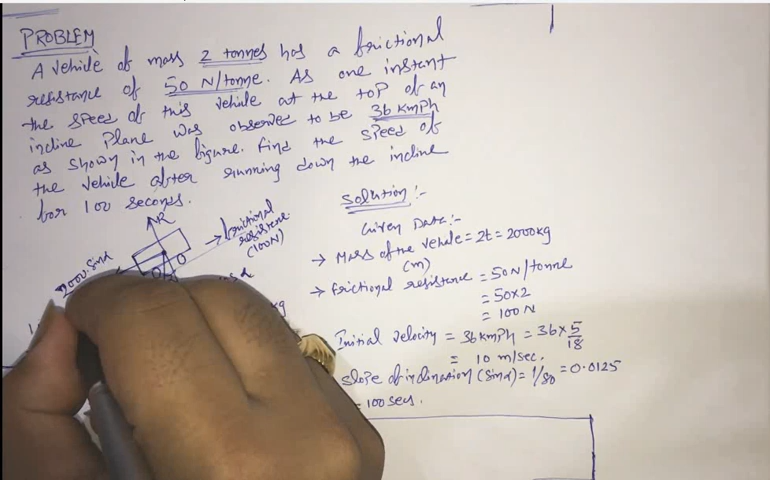 PROBLEM
A vehicle of mass 2 tonnes has a frictional
resistance of 50 N/tonne. As one instant
the speed of this vehicle at the top of an
incline plane was observed to be 36 kmph
as shown in the figure. Find the speed of
the vehicle after running down the incline
for 100 seconds.
R
→ frictional
resistance
(100N)
2000.sinα
Solution:-
Given Data:-
→ Mass of the vehicle = 2t = 2000kg
(m)
→ frictional resistance = 50N/tonne
= 50×2
= 100N
Initial velocity = 36kmph = 36×5/18
= 10 m/sec.
slope of inclination (sinα) = 1/80 = 0.0125
= 100 secs.